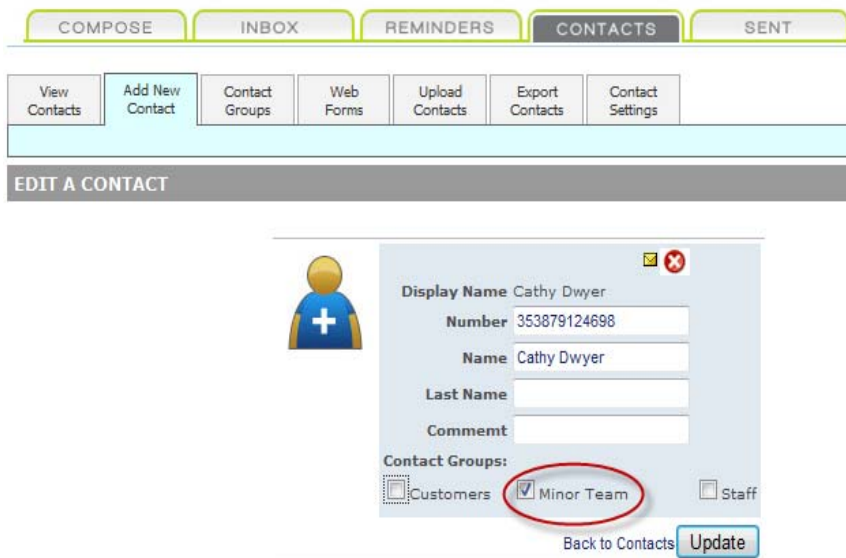 COMPOSE INBOX REMINDERS CONTACTS SENT
View Contacts Add New Contact Contact Groups Web Forms Upload Contacts Export Contacts Contact Settings
EDIT A CONTACT
Display Name Cathy Dwyer
Number 353879124698
Name Cathy Dwyer
Last Name
Commemt
Contact Groups:
Customers Minor Team Staff
Back to Contacts Update